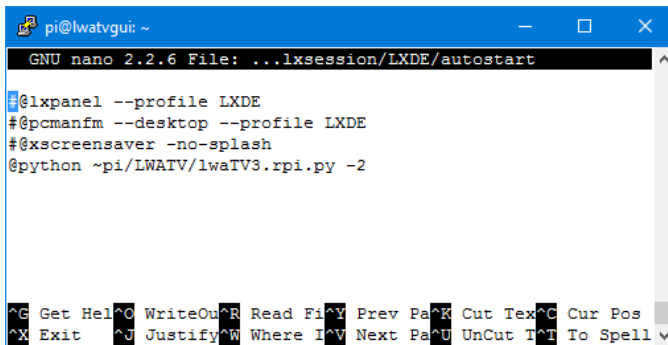 pi@lwatvgui: ~
GNU nano 2.2.6 File: ...lxsession/LXDE/autostart
#@lxpanel --profile LXDE
#@pcmanfm --desktop --profile LXDE
#@xscreensaver -no-splash
@python ~pi/LWATV/lwaTV3.rpi.py -2
^G Get Hel^O WriteOu^R Read Fi^Y Prev Pa^K Cut Tex^C Cur Pos
^X Exit ^J Justify^W Where I^V Next Pa^U UnCut T^T To Spell